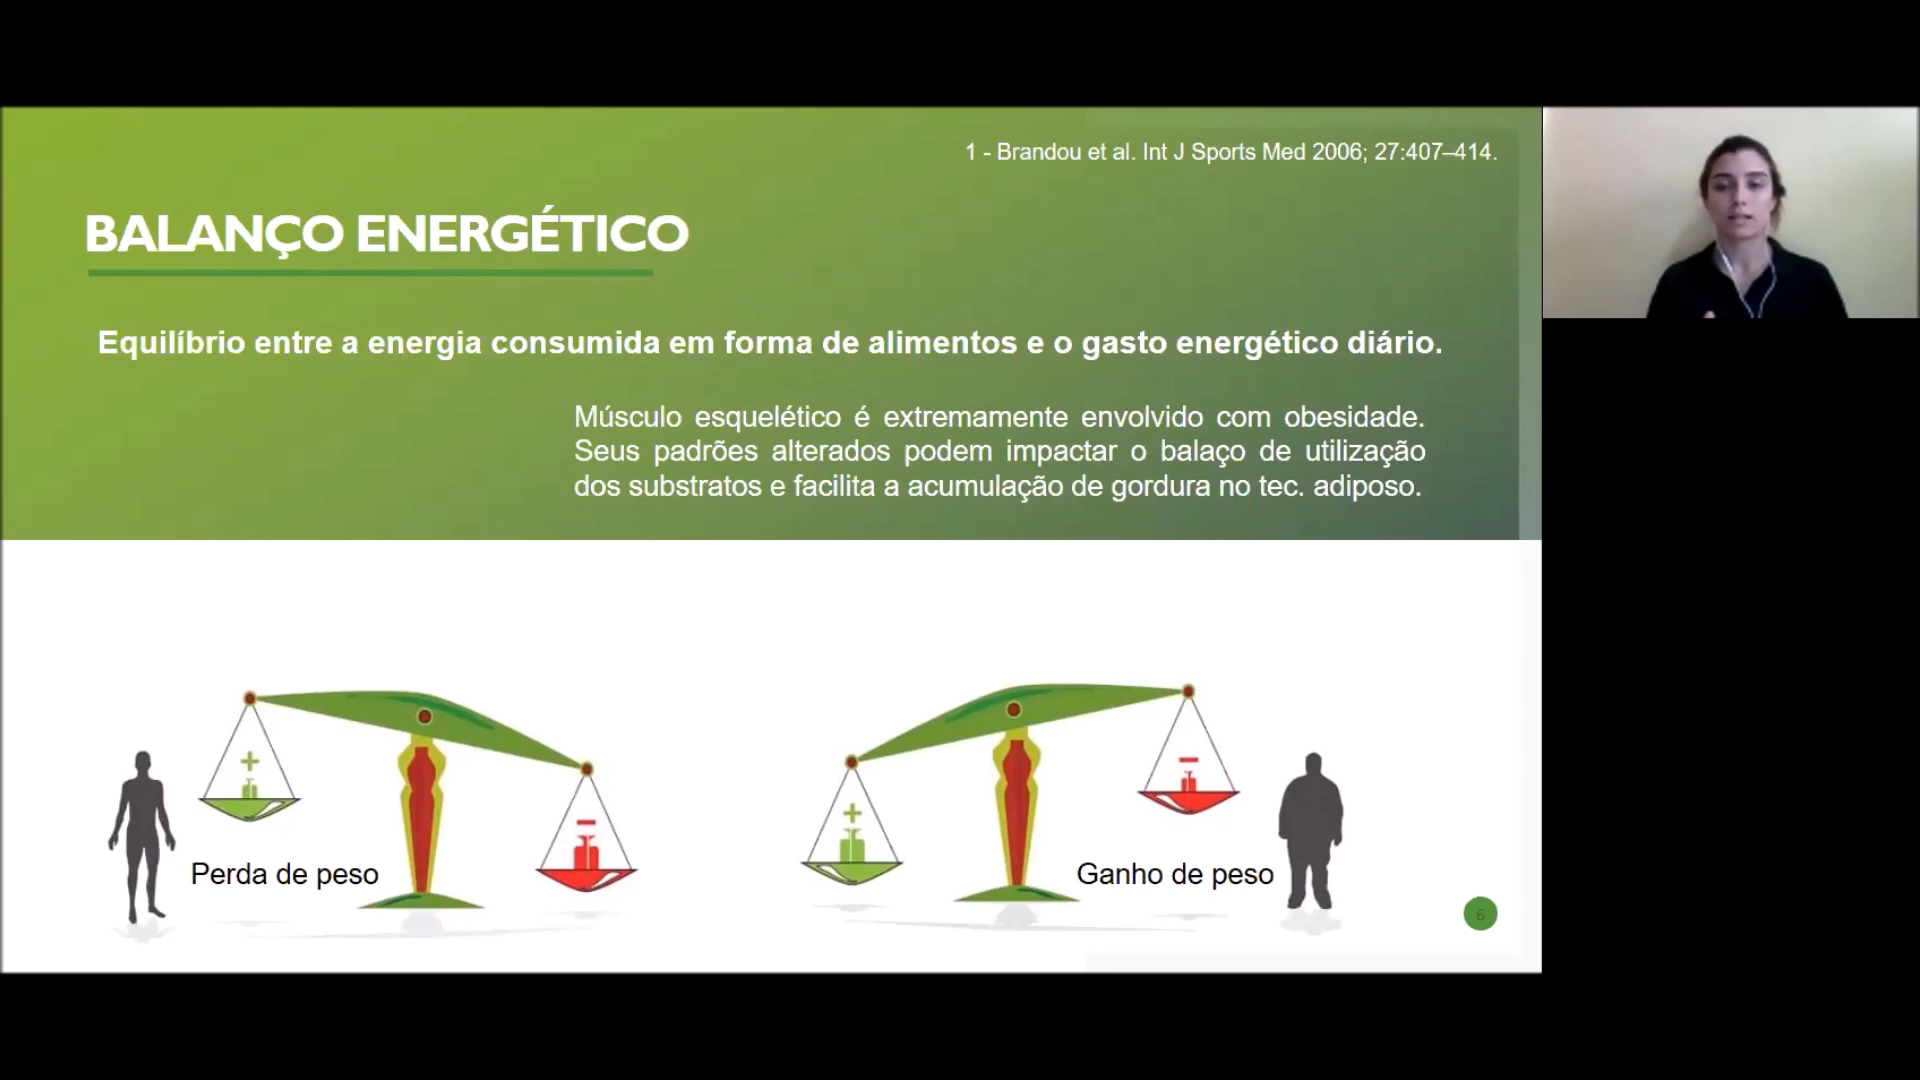 1 - Brandou et al. Int J Sports Med 2006; 27:407–414.
BALANÇO ENERGÉTICO
Equilíbrio entre a energia consumida em forma de alimentos e o gasto energético diário.
Músculo esquelético é extremamente envolvido com obesidade.
Seus padrões alterados podem impactar o balaço de utilização
dos substratos e facilita a acumulação de gordura no tec. adiposo.
+
−
+
−
Perda de peso
Ganho de peso
6